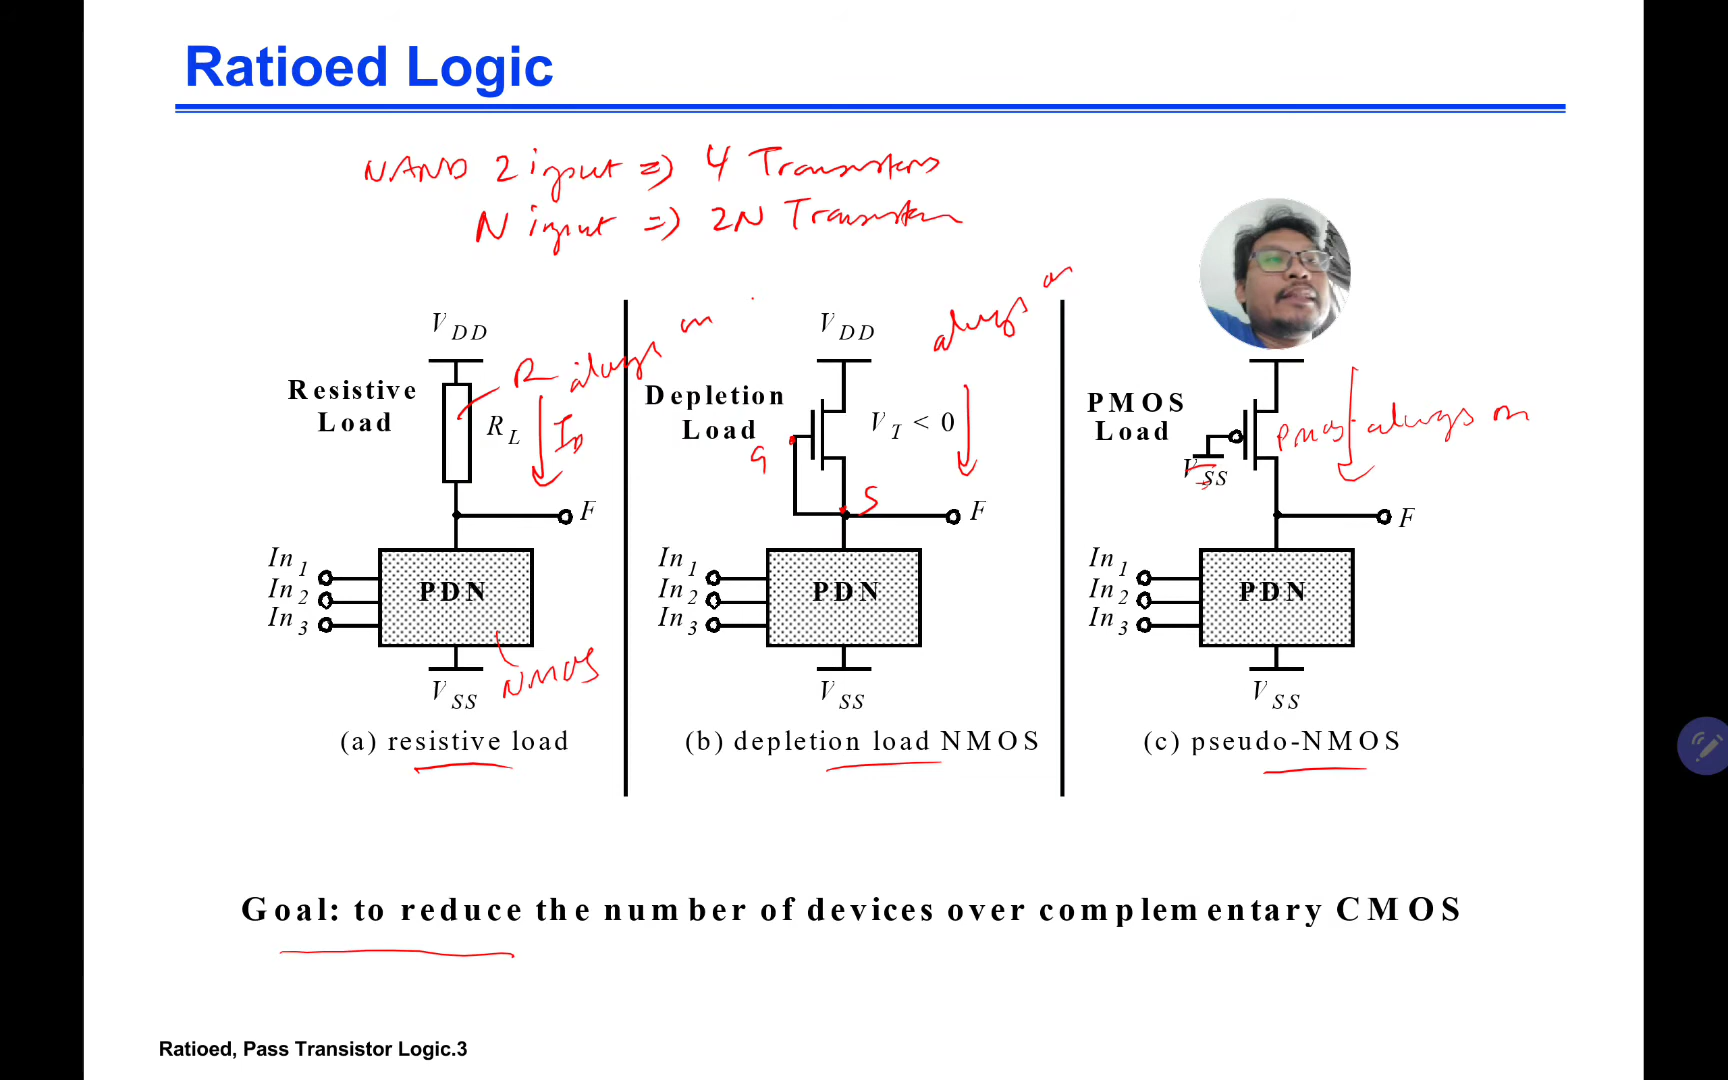 Ratioed Logic
NAND 2 input => 4 Transistors
N input => 2N Transistors
V DD
Resistive
Load
R always on
R L
I D
F
In 1
In 2
In 3
PDN
NMOS
V SS
(a) resistive load
V DD
always on
Depletion
Load
V T < 0
G
S
F
In 1
In 2
In 3
PDN
V SS
(b) depletion load NMOS
PMOS
Load
PMOS always on
V SS
F
In 1
In 2
In 3
PDN
V SS
(c) pseudo-NMOS
Goal: to reduce the number of devices over complementary CMOS
Ratioed, Pass Transistor Logic.3